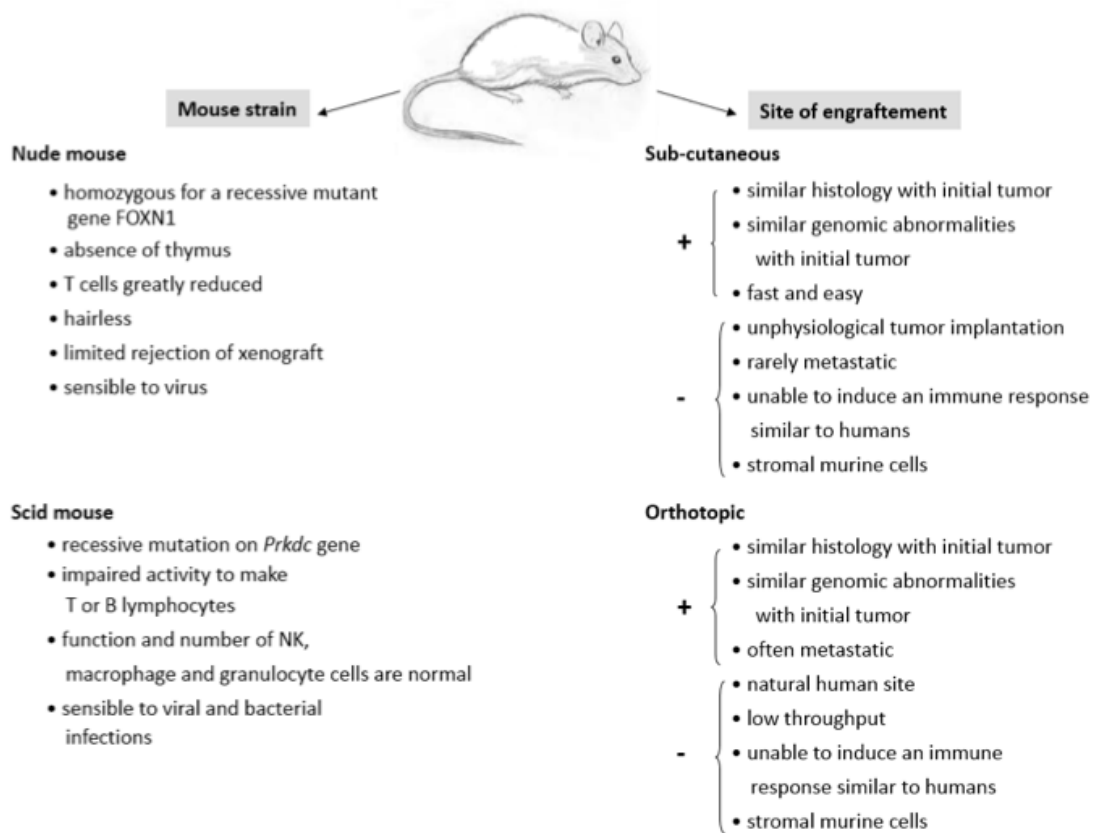 Mouse strain
Nude mouse
• homozygous for a recessive mutant
gene FOXN1
• absence of thymus
• T cells greatly reduced
• hairless
• limited rejection of xenograft
• sensible to virus
Scid mouse
• recessive mutation on Prkdc gene
• impaired activity to make
T or B lymphocytes
• function and number of NK,
macrophage and granulocyte cells are normal
• sensible to viral and bacterial
infections
Site of engraftement
Sub-cutaneous
+
• similar histology with initial tumor
• similar genomic abnormalities
with initial tumor
• fast and easy
-
• unphysiological tumor implantation
• rarely metastatic
• unable to induce an immune response
similar to humans
• stromal murine cells
Orthotopic
+
• similar histology with initial tumor
• similar genomic abnormalities
with initial tumor
• often metastatic
-
• natural human site
• low throughput
• unable to induce an immune
response similar to humans
• stromal murine cells